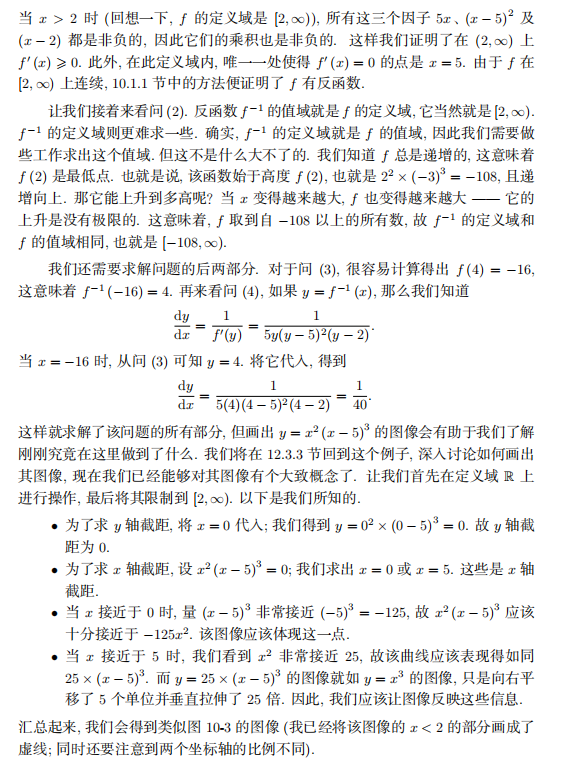 当 x > 2 时 (回想一下, f 的定义域是 [2, ∞)), 所有这三个因子 5x、(x − 5)² 及
(x − 2) 都是非负的, 因此它们的乘积也是非负的. 这样我们证明了在 (2, ∞) 上
f′(x) ⩾ 0. 此外, 在此定义域内, 唯一一处使得 f′(x) = 0 的点是 x = 5. 由于 f 在
[2, ∞) 上连续, 10.1.1 节中的方法便证明了 f 有反函数.
让我们接着来看问 (2). 反函数 f⁻¹ 的值域就是 f 的定义域, 它当然就是 [2, ∞).
f⁻¹ 的定义域则更难求一些. 确实, f⁻¹ 的定义域就是 f 的值域, 因此我们需要做
些工作求出这个值域. 但这不是什么大不了的. 我们知道 f 总是递增的, 这意味着
f(2) 是最低点. 也就是说, 该函数始于高度 f(2), 也就是 2² × (−3)³ = −108, 且递
增向上. 那它能上升到多高呢? 当 x 变得越来越大, f 也变得越来越大 —— 它的
上升是没有极限的. 这意味着, f 取到自 −108 以上的所有数, 故 f⁻¹ 的定义域和
f 的值域相同, 也就是 [−108, ∞).
我们还需要求解问题的后两部分. 对于问 (3), 很容易计算得出 f(4) = −16,
这意味着 f⁻¹(−16) = 4. 再来看问 (4), 如果 y = f⁻¹(x), 那么我们知道
dy/dx = 1/f′(y) = 1/5y(y − 5)²(y − 2).
当 x = −16 时, 从问 (3) 可知 y = 4. 将它代入, 得到
dy/dx = 1/5(4)(4 − 5)²(4 − 2) = 1/40.
这样就求解了该问题的所有部分, 但画出 y = x²(x − 5)³ 的图像会有助于我们了解
刚刚究竟在这里做到了什么. 我们将在 12.3.3 节回到这个例子, 深入讨论如何画出
其图像, 现在我们已经能够对其图像有个大致概念了. 让我们首先在定义域 ℝ 上
进行操作, 最后将其限制到 [2, ∞). 以下是我们所知的.
• 为了求 y 轴截距, 将 x = 0 代入; 我们得到 y = 0² × (0 − 5)³ = 0. 故 y 轴截
距为 0.
• 为了求 x 轴截距, 设 x²(x − 5)³ = 0; 我们求出 x = 0 或 x = 5. 这些是 x 轴
截距.
• 当 x 接近于 0 时, 量 (x − 5)³ 非常接近 (−5)³ = −125, 故 x²(x − 5)³ 应该
十分接近于 −125x². 该图像应该体现这一点.
• 当 x 接近于 5 时, 我们看到 x² 非常接近 25, 故该曲线应该表现得如同
25 × (x − 5)³. 而 y = 25 × (x − 5)³ 的图像就如 y = x³ 的图像, 只是向右平
移了 5 个单位并垂直拉伸了 25 倍. 因此, 我们应该让图像反映这些信息.
汇总起来, 我们会得到类似图 10-3 的图像 (我已经将该图像的 x < 2 的部分画成了
虚线; 同时还要注意到两个坐标轴的比例不同).